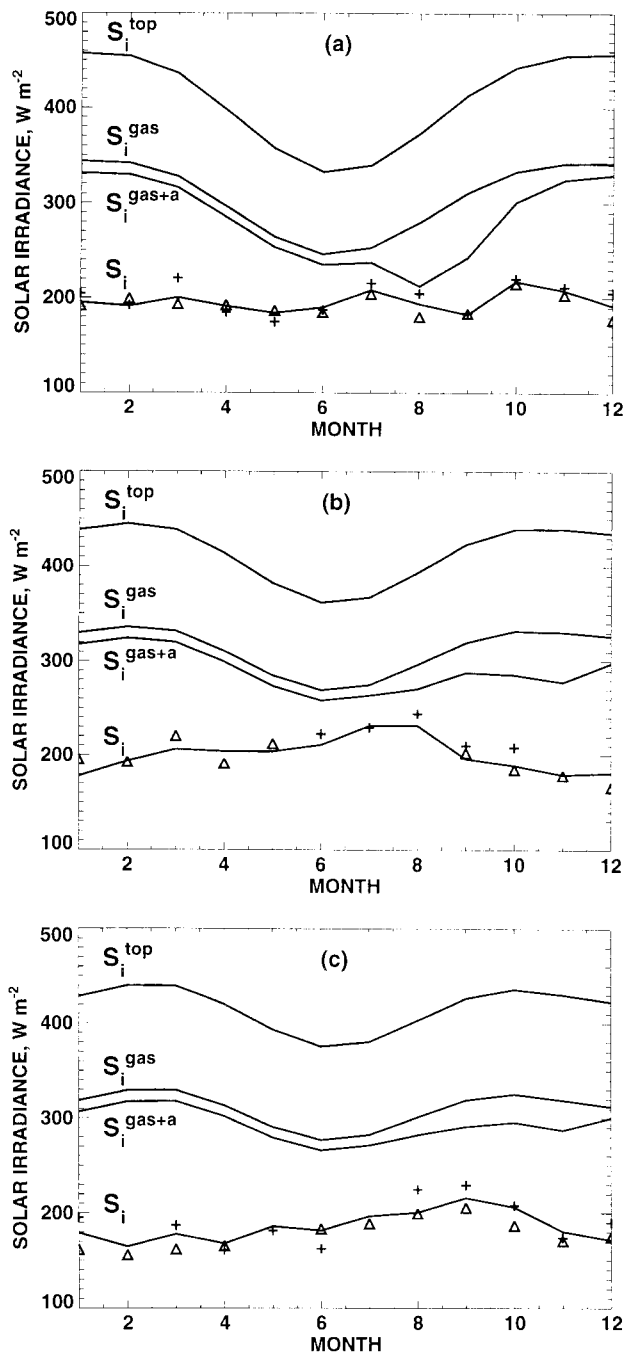 (a)
500
400
300
200
100
SOLAR IRRADIANCE, W m⁻²
S_i^top
S_i^gas
S_i^gas+a
S_i
2 4 6 8 10 12
MONTH
(b)
500
400
300
200
100
SOLAR IRRADIANCE, W m⁻²
S_i^top
S_i^gas
S_i^gas+a
S_i
2 4 6 8 10 12
MONTH
(c)
500
400
300
200
100
SOLAR IRRADIANCE, W m⁻²
S_i^top
S_i^gas
S_i^gas+a
S_i
2 4 6 8 10 12
MONTH